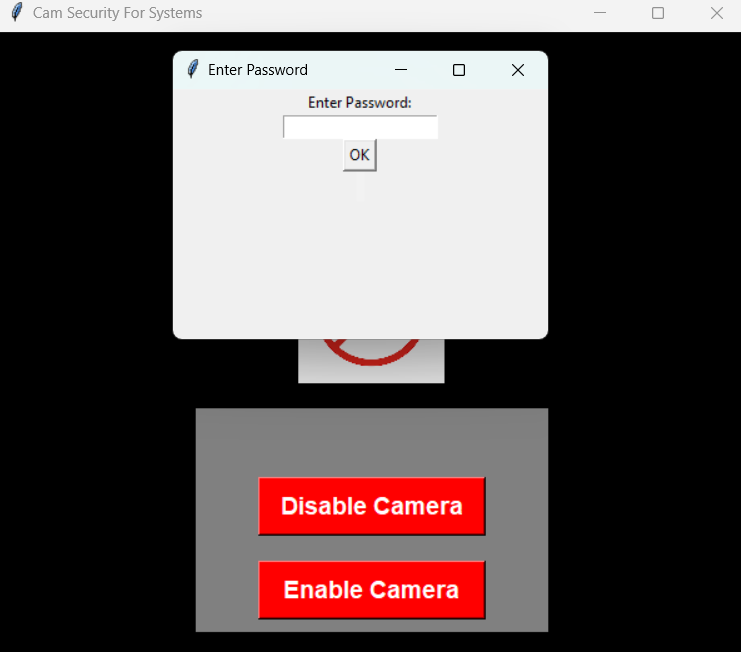 Cam Security For Systems
Enter Password
Enter Password:
OK
Disable Camera
Enable Camera